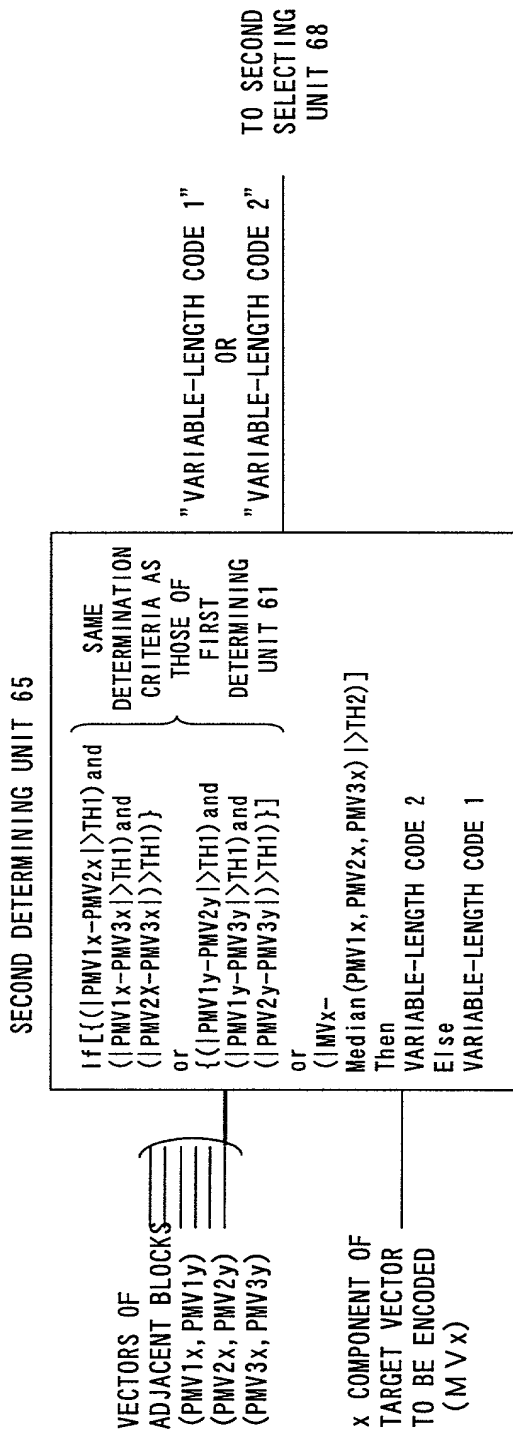 SECOND DETERMINING UNIT 65
VECTORS OF
ADJACENT BLOCKS
(PMV1x, PMV1y)
(PMV2x, PMV2y)
(PMV3x, PMV3y)
x COMPONENT OF
TARGET VECTOR
TO BE ENCODED
(MVx)
If[{(|PMV1x-PMV2x|>TH1)and
(|PMV1x-PMV3x|>TH1)and
(|PMV2X-PMV3x|)>TH1)}
or
{(|PMV1y-PMV2y|>TH1)and
(|PMV1y-PMV3y|>TH1)and
(|PMV2y-PMV3y|)>TH1)}]
or
(|MVx-
Median(PMV1x, PMV2x, PMV3x)|>TH2)]
Then
VARIABLE-LENGTH CODE 2
Else
VARIABLE-LENGTH CODE 1
SAME
DETERMINATION
CRITERIA AS
THOSE OF
FIRST
DETERMINING
UNIT 61
"VARIABLE-LENGTH CODE 1"
OR
"VARIABLE-LENGTH CODE 2"
TO SECOND
SELECTING
UNIT 68